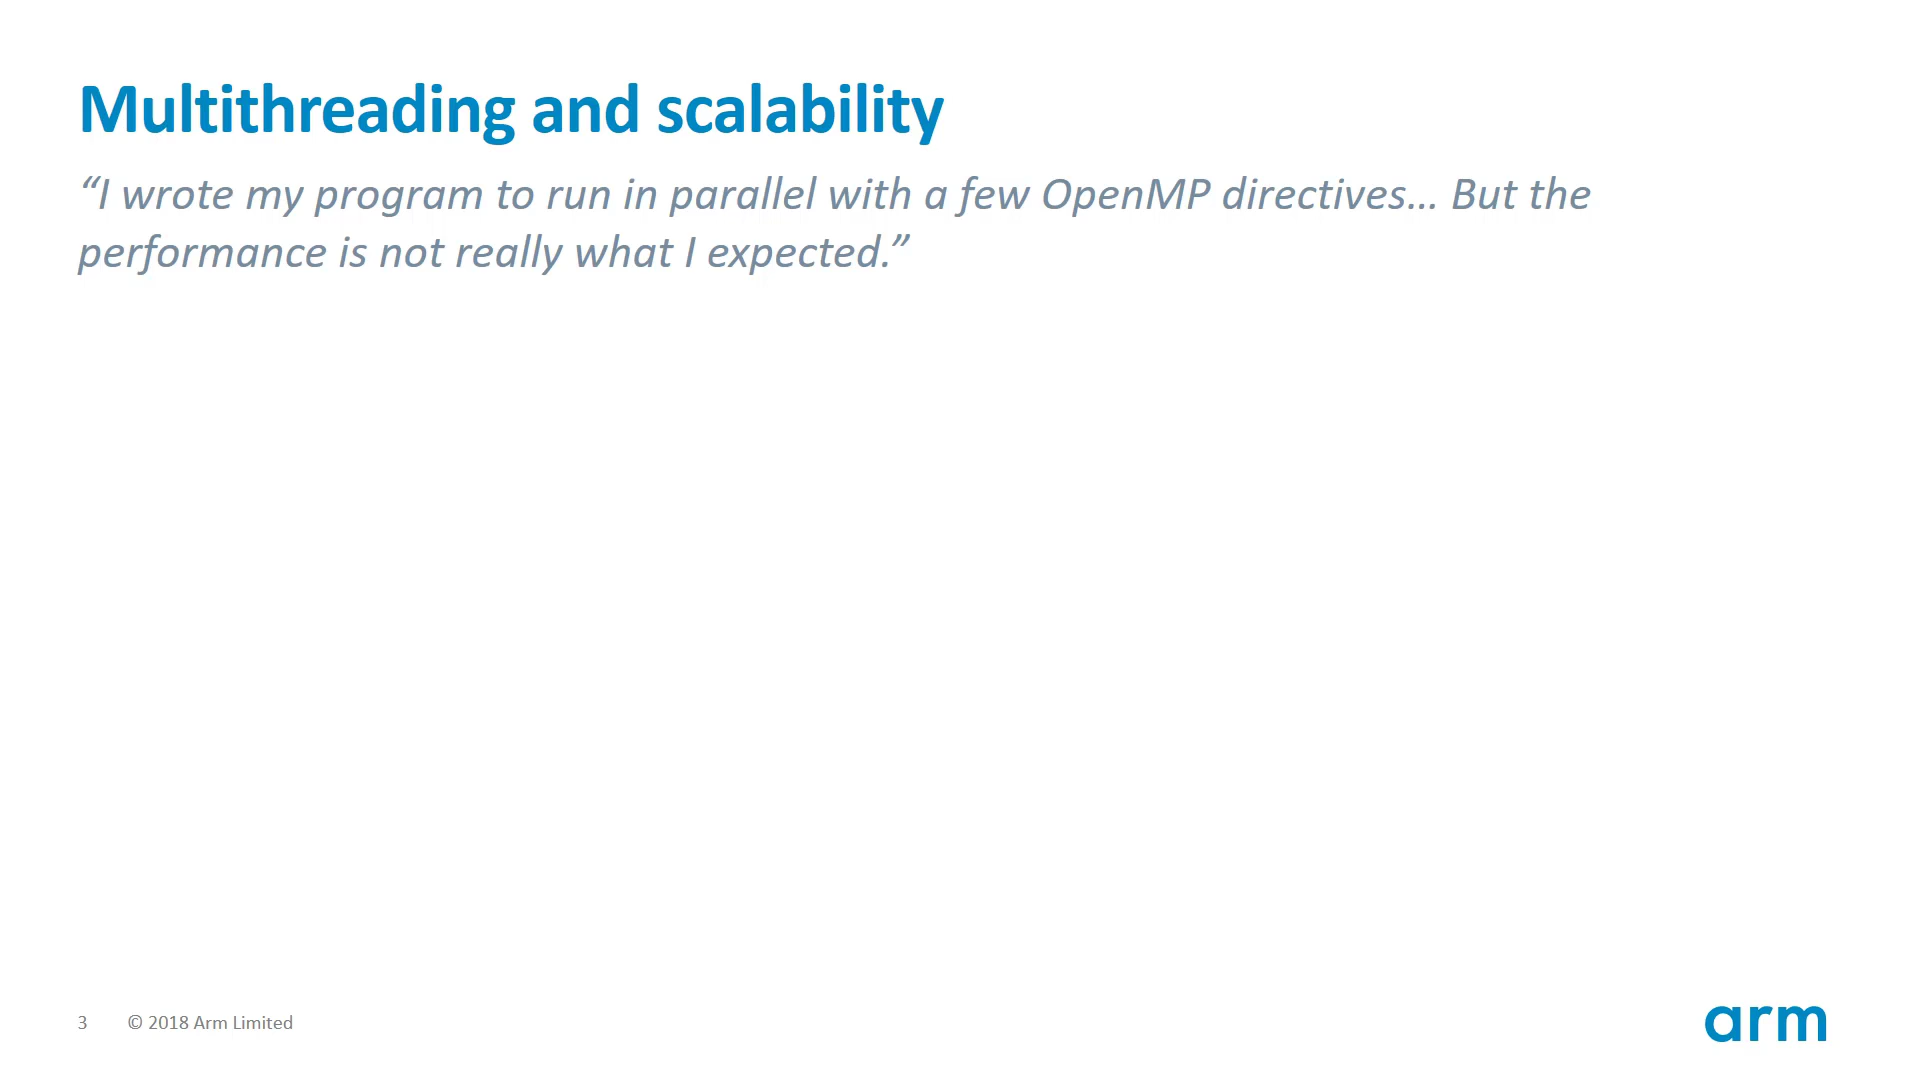 Multithreading and scalability
“I wrote my program to run in parallel with a few OpenMP directives… But the
performance is not really what I expected.”
3 © 2018 Arm Limited
arm